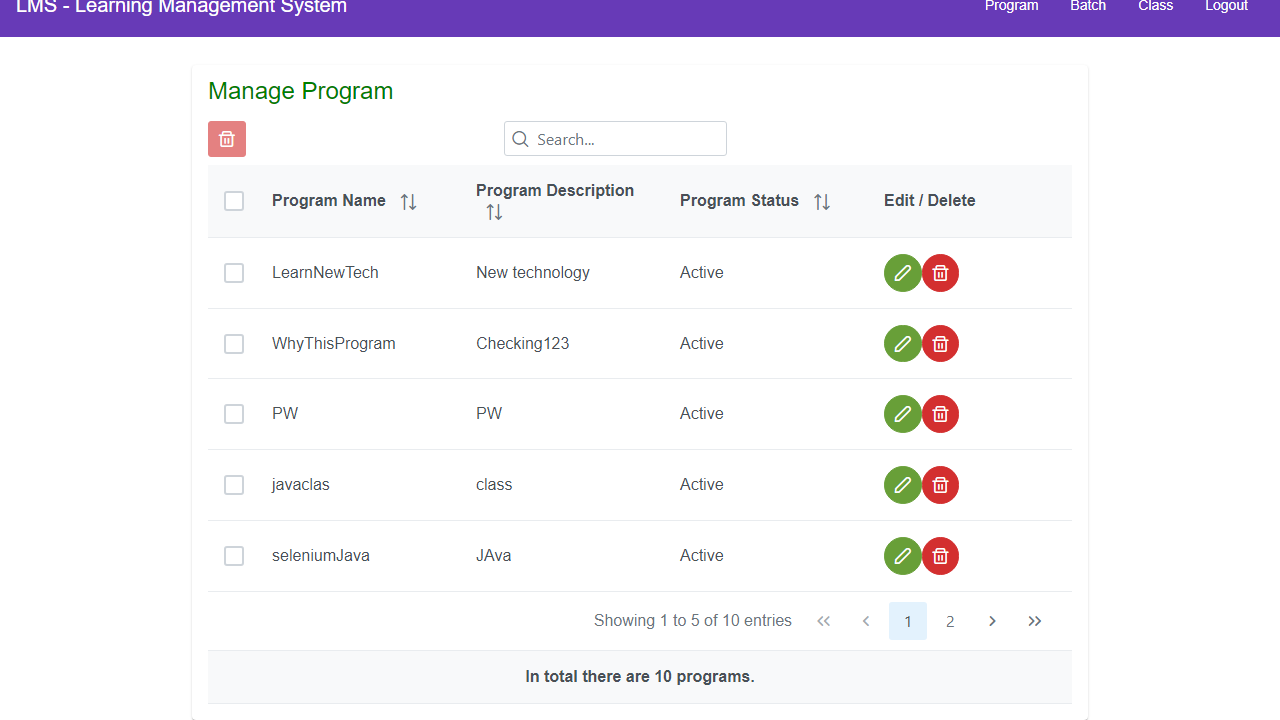 LMS - Learning Management System
Program Batch Class Logout
Manage Program
Search...
Program Name Program Description Program Status Edit / Delete
LearnNewTech New technology Active
WhyThisProgram Checking123 Active
PW PW Active
javaclas class Active
seleniumJava JAva Active
Showing 1 to 5 of 10 entries 1 2
In total there are 10 programs.